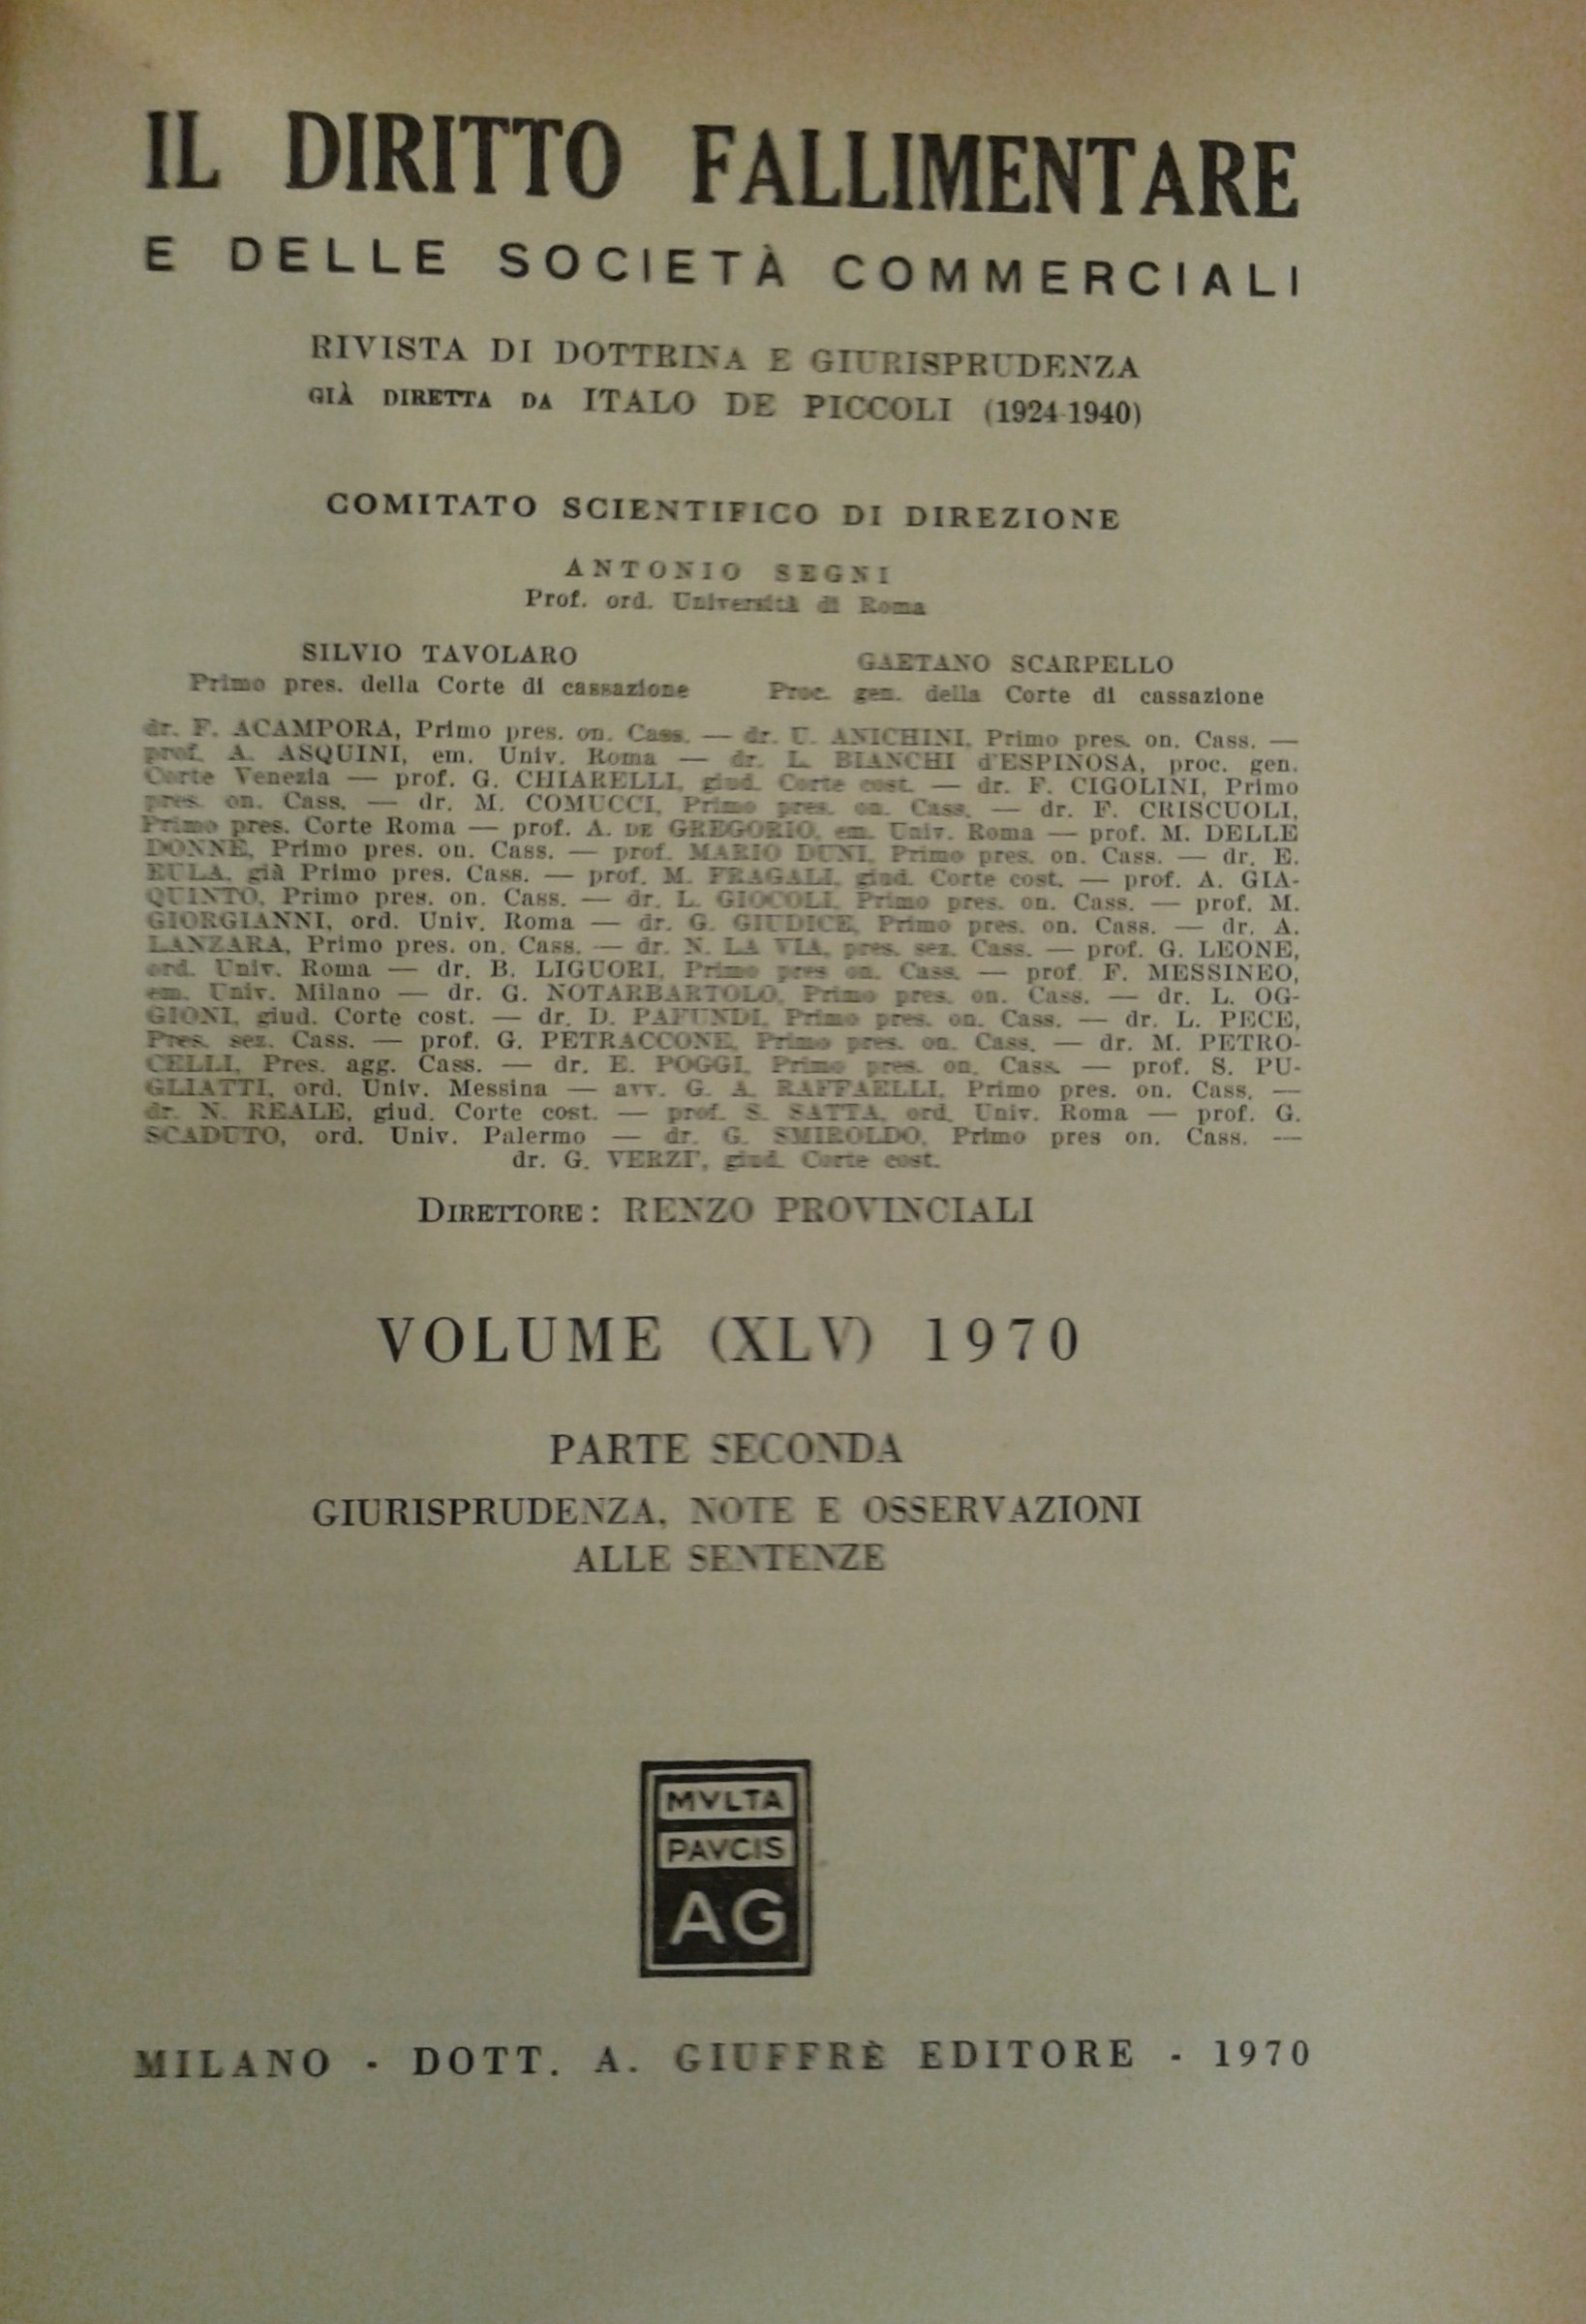 IL DIRITTO FALLIMENTARE
E DELLE SOCIETÀ COMMERCIALI
RIVISTA DI DOTTRINA E GIURISPRUDENZA
GIÀ DIRETTA DA ITALO DE PICCOLI (1924-1940)
COMITATO SCIENTIFICO DI DIREZIONE
ANTONIO SEGNI
Prof. ord. Università di Roma
SILVIO TAVOLARO
Primo pres. della Corte di cassazione
GAETANO SCARPELLO
Proc. gen. della Corte di cassazione
dr. F. ACAMPORA, Primo pres. on. Cass. — dr. U. ANICHINI, Primo pres. on. Cass. —
prof. A. ASQUINI, em. Univ. Roma — dr. L. BIANCHI d'ESPINOSA, proc. gen.
Corte Venezia — prof. G. CHIARELLI, giud. Corte cost. — dr. F. CIGOLINI, Primo
pres. on. Cass. — dr. M. COMUCCI, Primo pres. on. Cass. — dr. F. CRISCUOLI,
Primo pres. Corte Roma — prof. A. DE GREGORIO, em. Univ. Roma — prof. M. DELLE
DONNE, Primo pres. on. Cass. — prof. MARIO DUNI, Primo pres. on. Cass. — dr. E.
EULA, già Primo pres. Cass. — prof. M. FRAGALI, giud. Corte cost. — prof. A. GIA-
QUINTO, Primo pres. on. Cass. — dr. L. GIOCOLI, Primo pres. on. Cass. — prof. M.
GIORGIANNI, ord. Univ. Roma — dr. G. GIUDICE, Primo pres. on. Cass. — dr. A.
LANZARA, Primo pres. on. Cass. — dr. N. LA VIA, pres. sez. Cass. — prof. G. LEONE,
ord. Univ. Roma — dr. B. LIGUORI, Primo pres on. Cass. — prof. F. MESSINEO,
em. Univ. Milano — dr. G. NOTARBARTOLO, Primo pres. on. Cass. — dr. L. OG-
GIONI, giud. Corte cost. — dr. D. PAFUNDI, Primo pres. on. Cass. — dr. L. PECE,
Pres. sez. Cass. — prof. G. PETRACCONE, Primo pres. on. Cass. — dr. M. PETRO-
CELLI, Pres. agg. Cass. — dr. E. POGGI, Primo pres. on. Cass. — prof. S. PU-
GLIATTI, ord. Univ. Messina — avv. G. A. RAFFAELLI, Primo pres. on. Cass. —
dr. N. REALE, giud. Corte cost. — prof. S. SATTA, ord. Univ. Roma — prof. G.
SCADUTO, ord. Univ. Palermo — dr. G. SMIROLDO, Primo pres on. Cass. —
dr. G. VERZI', giud. Corte cost.
DIRETTORE: RENZO PROVINCIALI
VOLUME (XLV) 1970
PARTE SECONDA
GIURISPRUDENZA, NOTE E OSSERVAZIONI
ALLE SENTENZE
MVLTA
PAVCIS
AG
MILANO - DOTT. A. GIUFFRÈ EDITORE - 1970